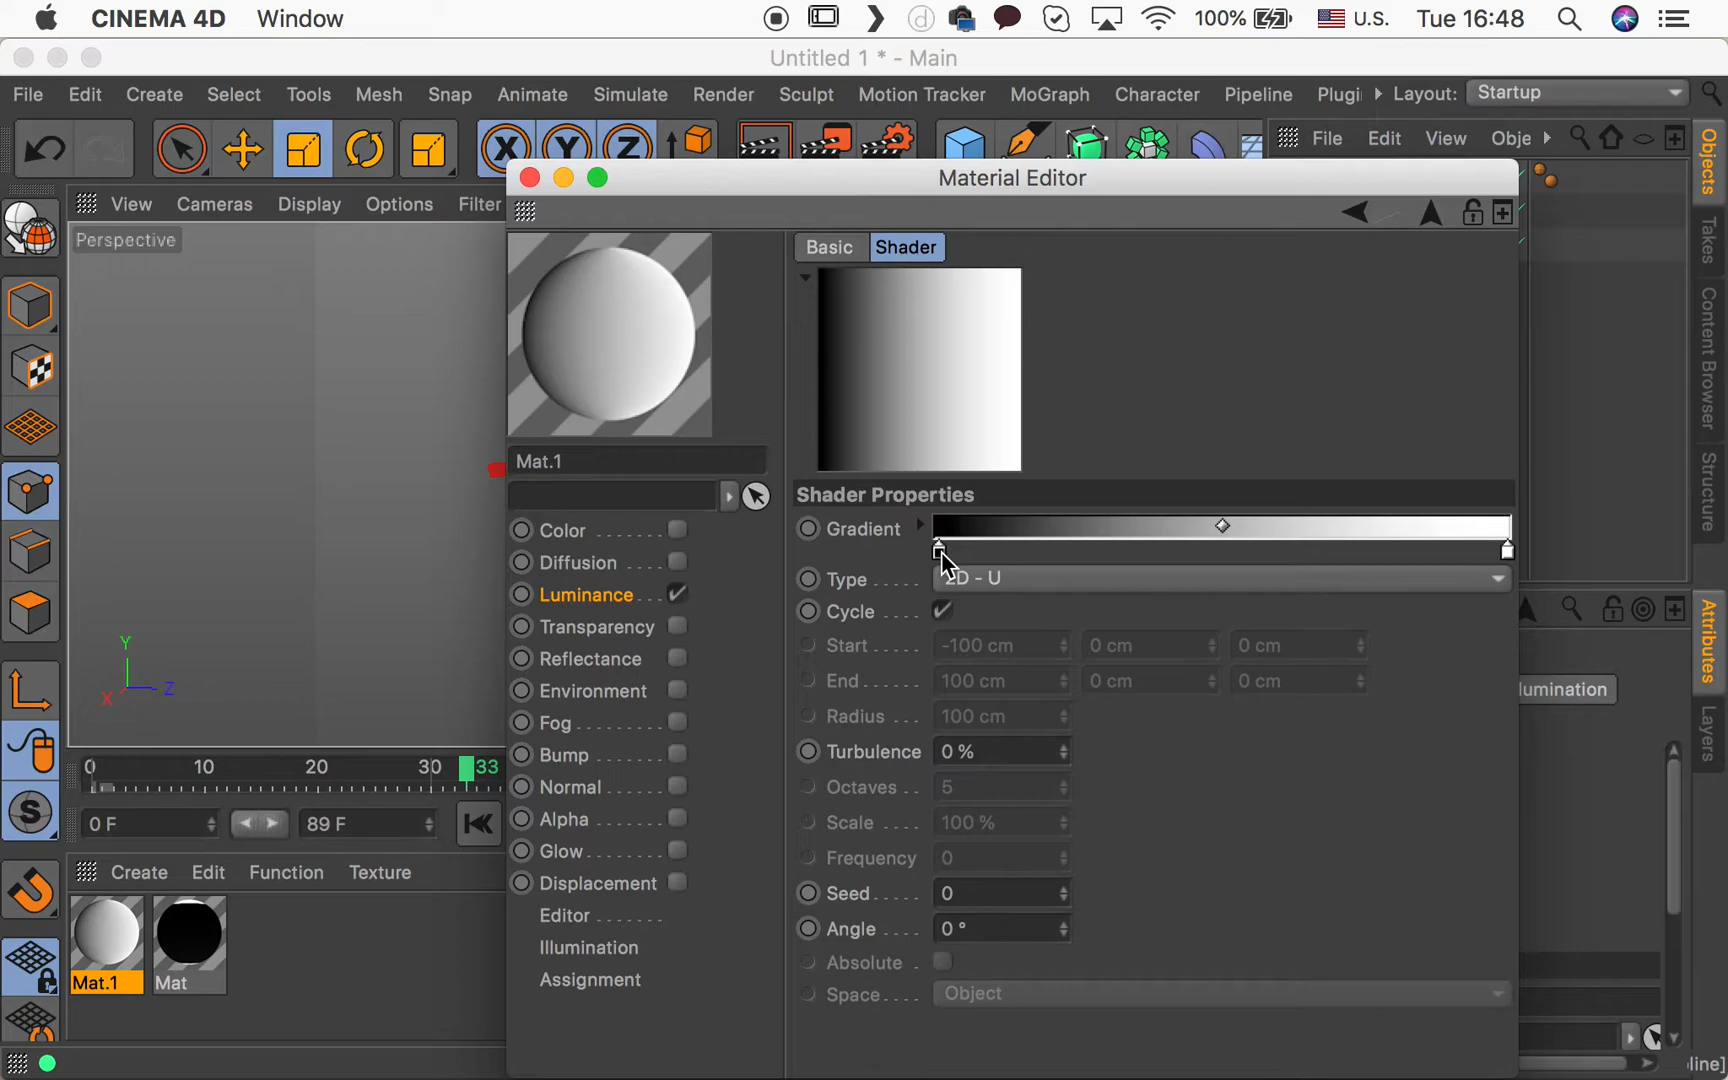 CINEMA 4D Window 100% U.S. Tue 16:48
Untitled 1 * - Main
File Edit Create Select Tools Mesh Snap Animate Simulate Render Sculpt Motion Tracker MoGraph Character Pipeline Plugi Layout: Startup
X Y Z File Edit View Obje
Material Editor
View Cameras Display Options Filter
Perspective
Basic Shader
Objects
Takes
Content Browser
Structure
Mat.1
Shader Properties
Color
Gradient
Diffusion
Type 2D - U
Luminance
Cycle
Transparency
Start -100 cm 0 cm 0 cm
Reflectance
End 100 cm 0 cm 0 cm
Environment
Radius 100 cm
Fog
Turbulence 0 %
Bump
Octaves 5
Normal
Scale 100 %
Alpha
Frequency 0
Glow
Seed 0
Displacement
Angle 0 °
Editor
Absolute
Illumination
Space Object
Assignment
Y
X Z
0 10 20 30 33
0 F 89 F
Create Edit Function Texture
Mat.1 Mat
Attributes
Layers
lumination
line]